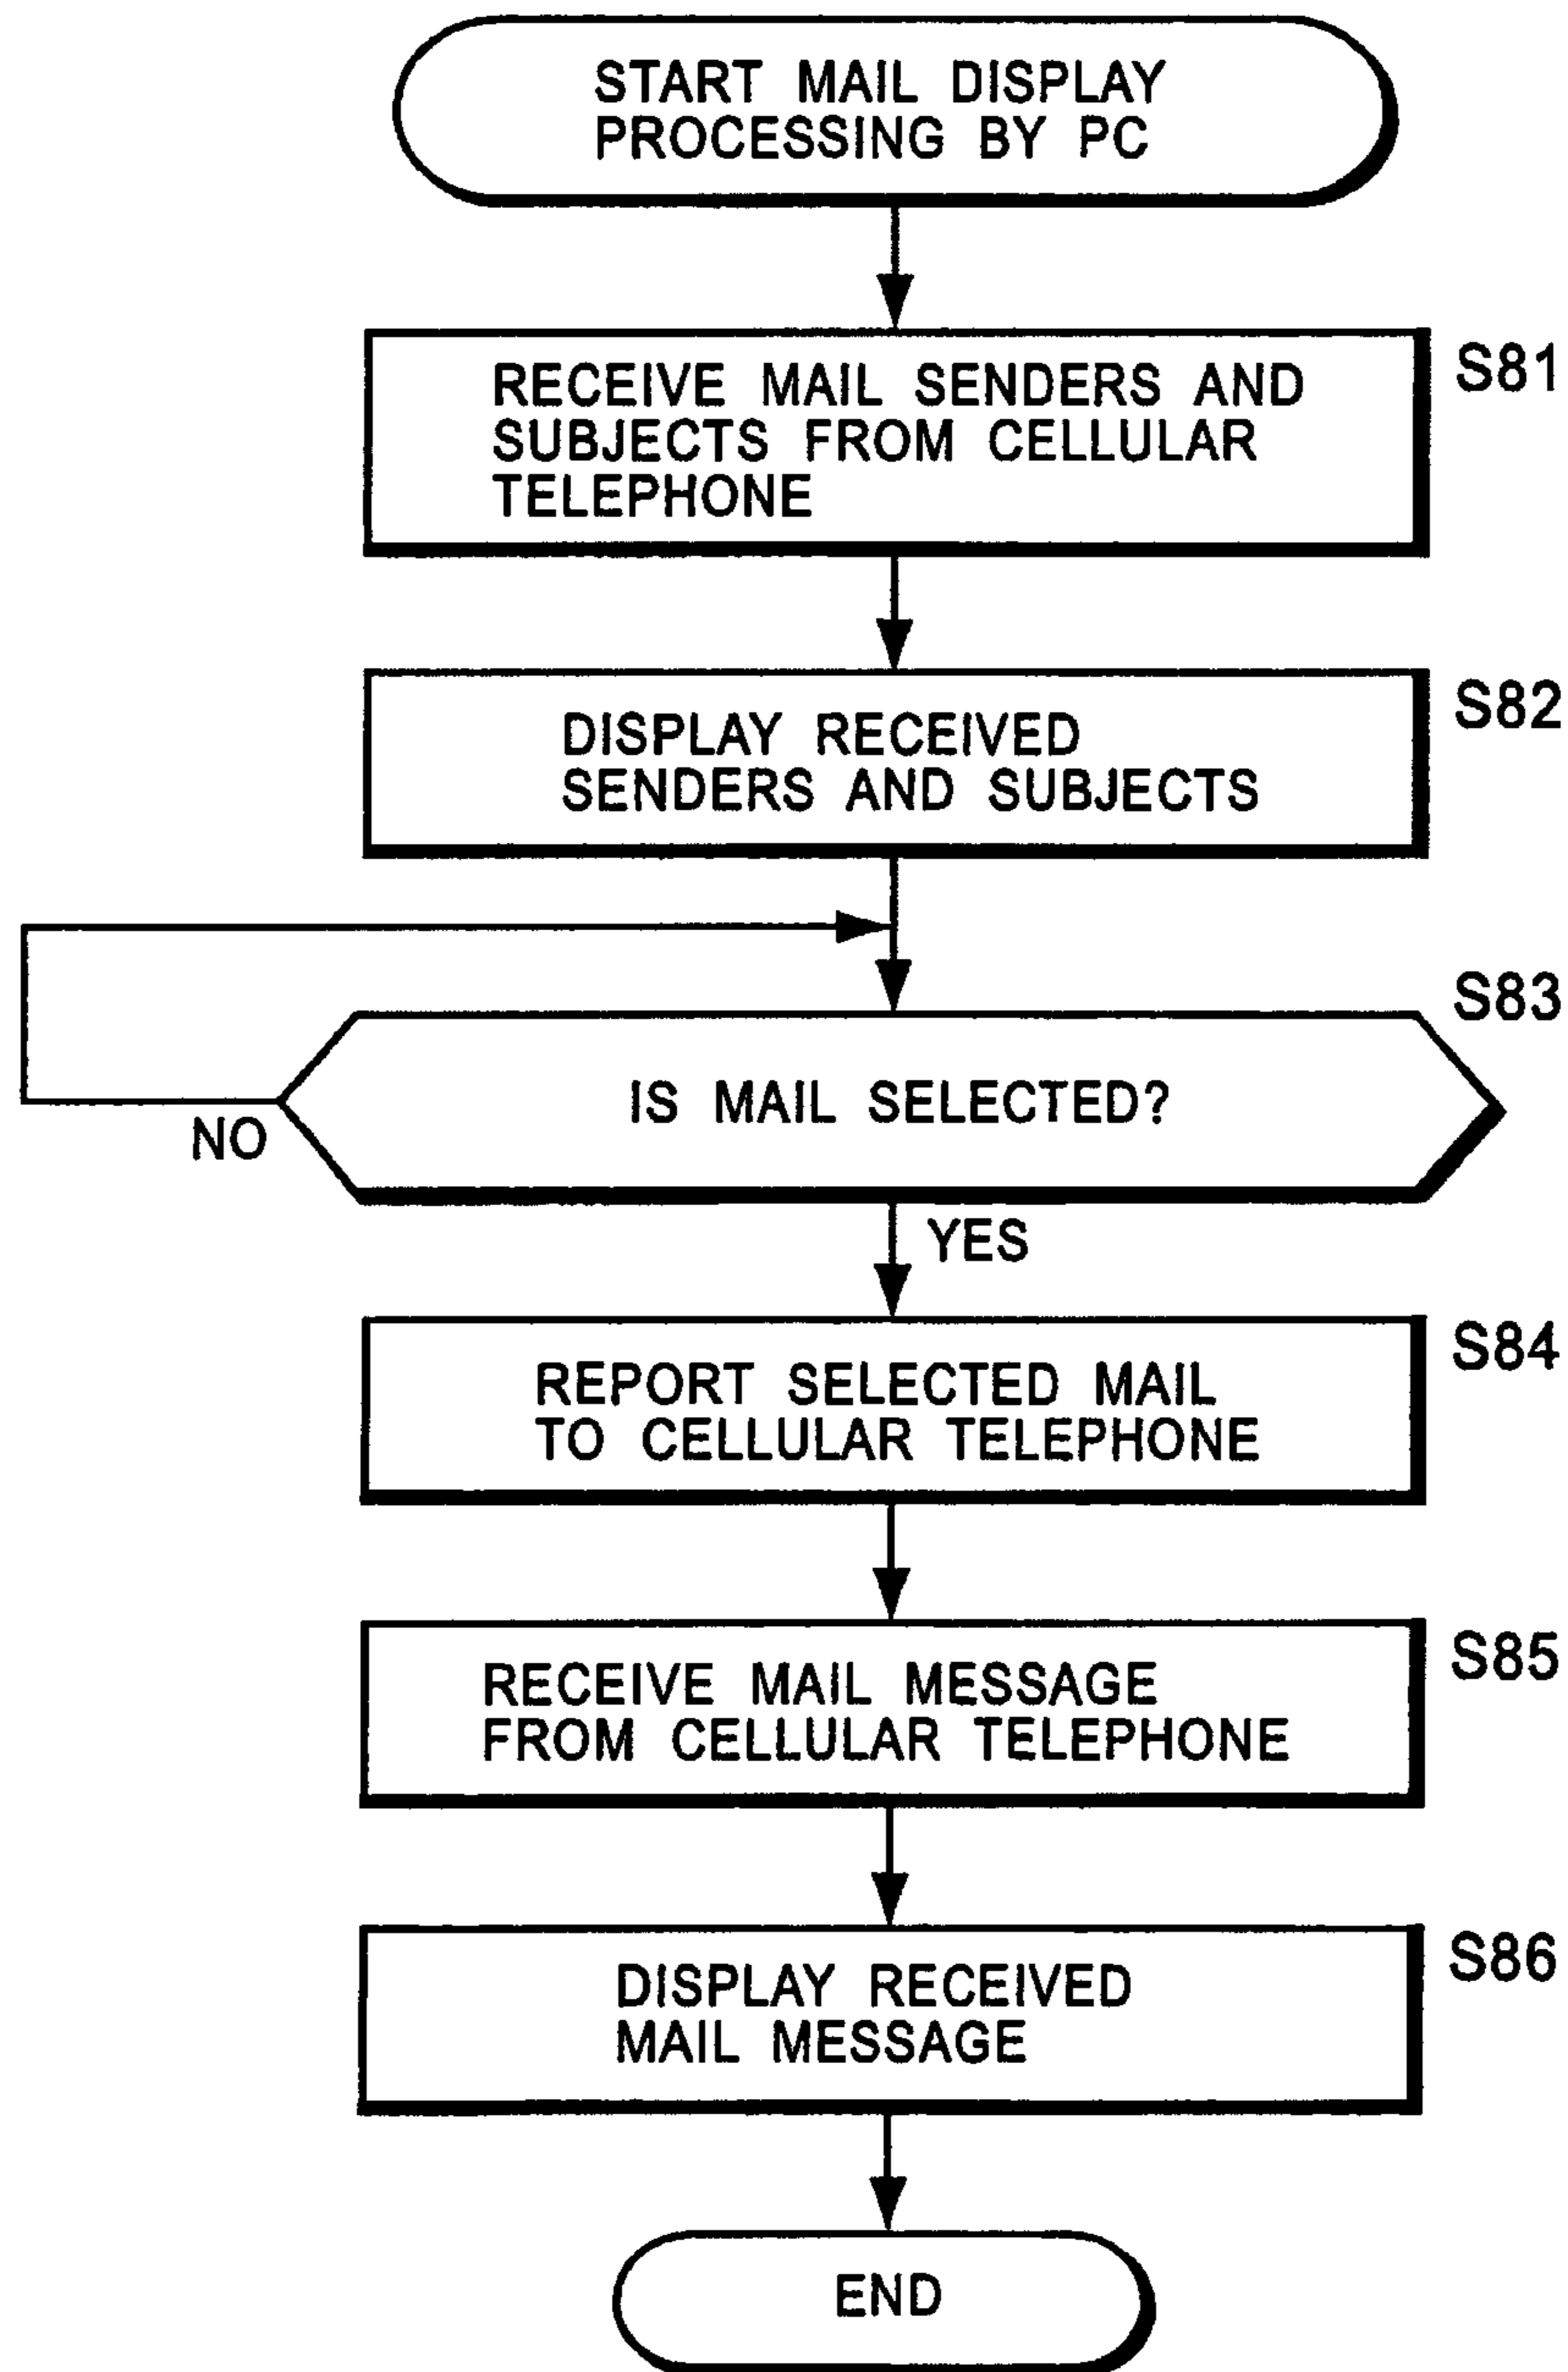 START MAIL DISPLAY
PROCESSING BY PC
RECEIVE MAIL SENDERS AND
SUBJECTS FROM CELLULAR
TELEPHONE
S81
DISPLAY RECEIVED
SENDERS AND SUBJECTS
S82
IS MAIL SELECTED?
S83
NO
YES
REPORT SELECTED MAIL
TO CELLULAR TELEPHONE
S84
RECEIVE MAIL MESSAGE
FROM CELLULAR TELEPHONE
S85
DISPLAY RECEIVED
MAIL MESSAGE
S86
END